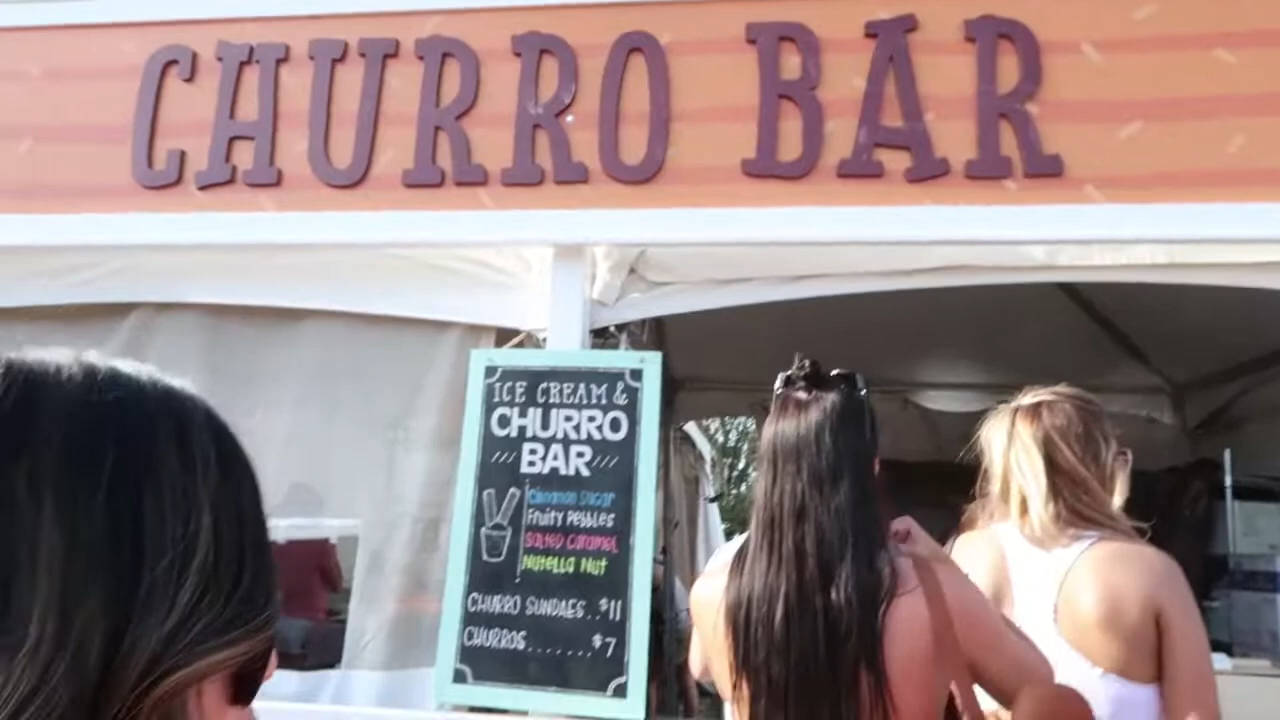 CHURRO BAR
ICE CREAM &
CHURRO
BAR
Cinnamon Sugar
Fruity Pebbles
Salted Caramel
Nutella Nut
CHURRO SUNDAES..$11
CHURROS.......$7